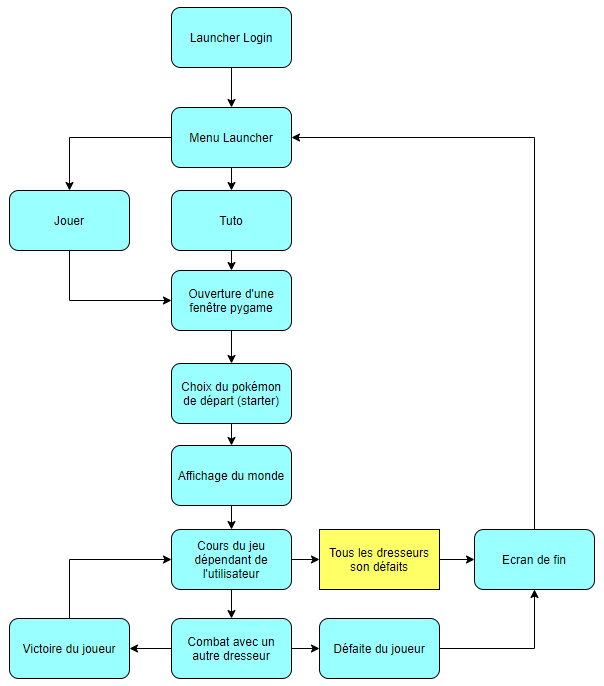 Launcher Login
Menu Launcher
Jouer
Tuto
Ouverture d'une
fenêtre pygame
Choix du pokémon
de départ (starter)
Affichage du monde
Cours du jeu
dépendant de
l'utilisateur
Tous les dresseurs
son défaits
Ecran de fin
Victoire du joueur
Combat avec un
autre dresseur
Défaite du joueur